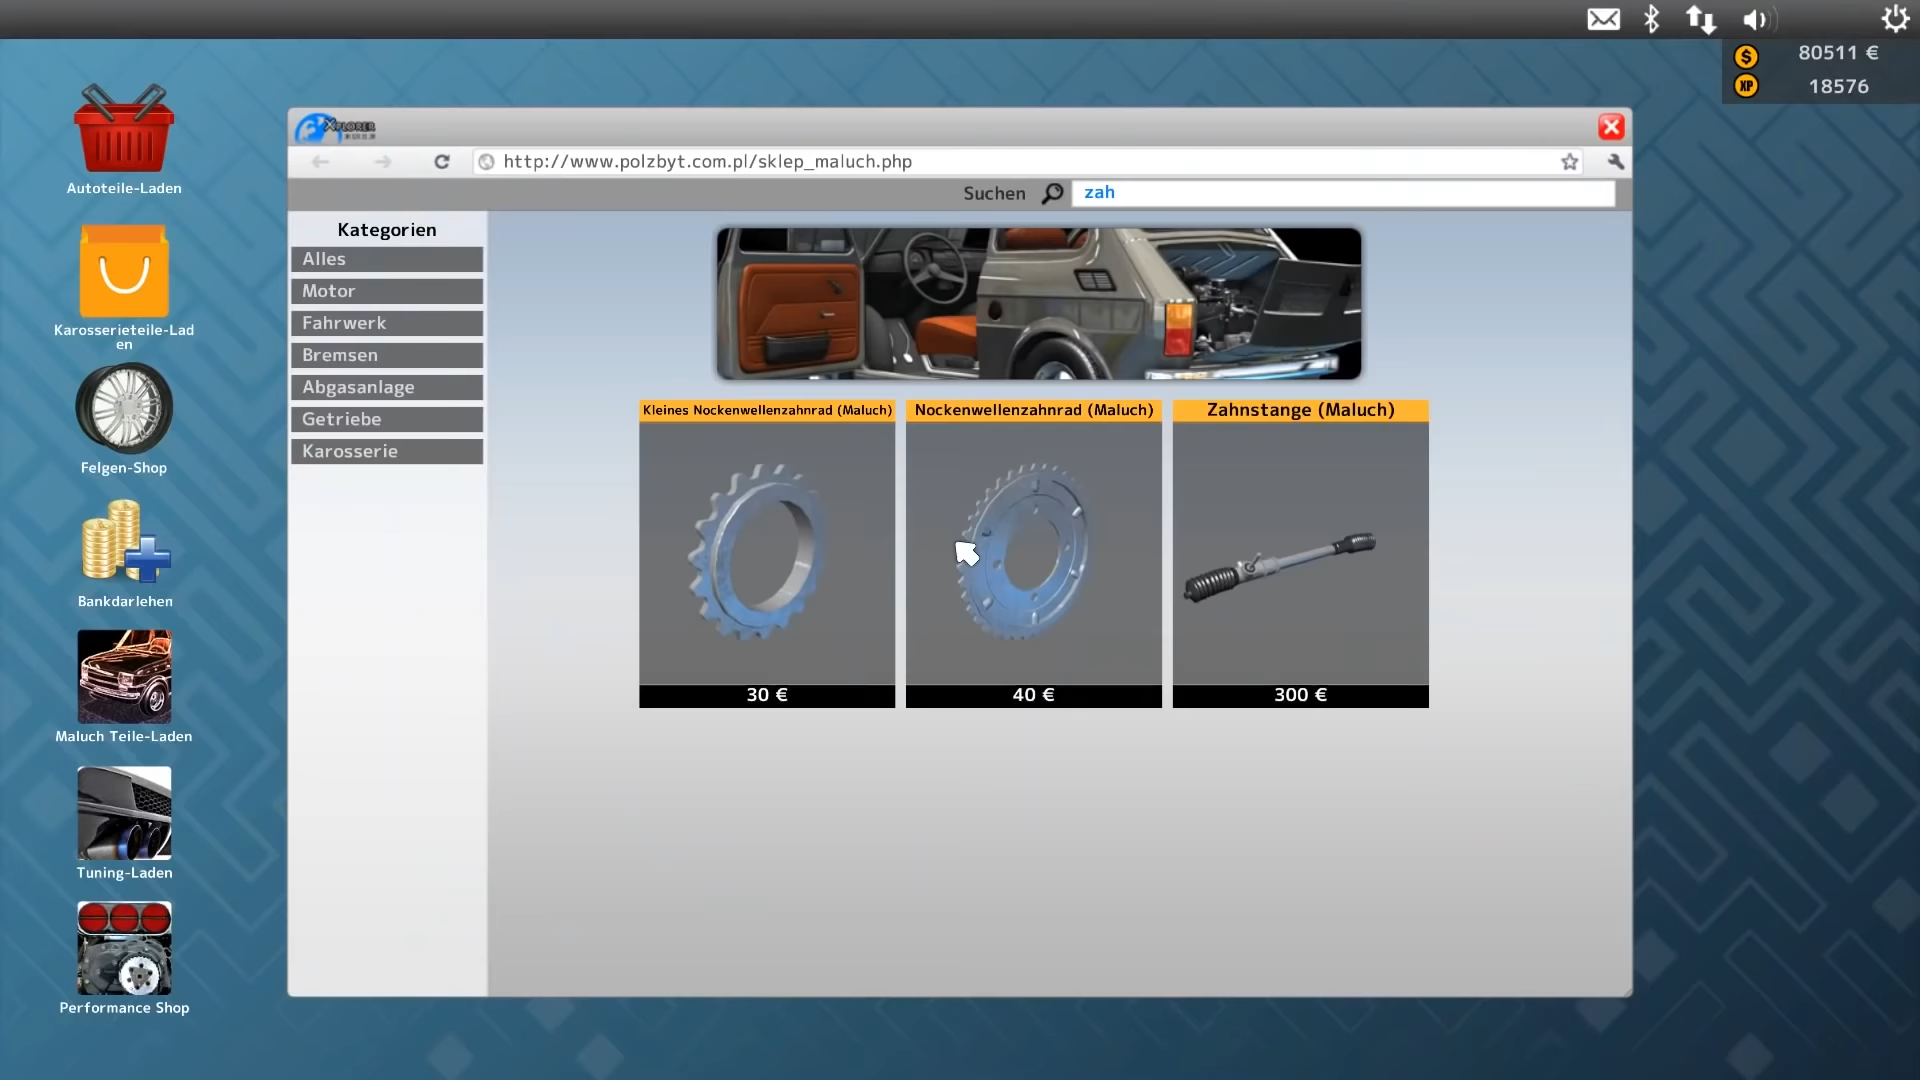 80511 €
XP
18576
Autoteile-Laden
Karosserieteile-Lad
en
Felgen-Shop
Bankdarlehen
Maluch Teile-Laden
Tuning-Laden
Performance Shop
XPLORER
http://www.polzbyt.com.pl/sklep_maluch.php
Suchen
zah
Kategorien
Alles
Motor
Fahrwerk
Bremsen
Abgasanlage
Getriebe
Karosserie
Kleines Nockenwellenzahnrad (Maluch)
30 €
Nockenwellenzahnrad (Maluch)
40 €
Zahnstange (Maluch)
300 €